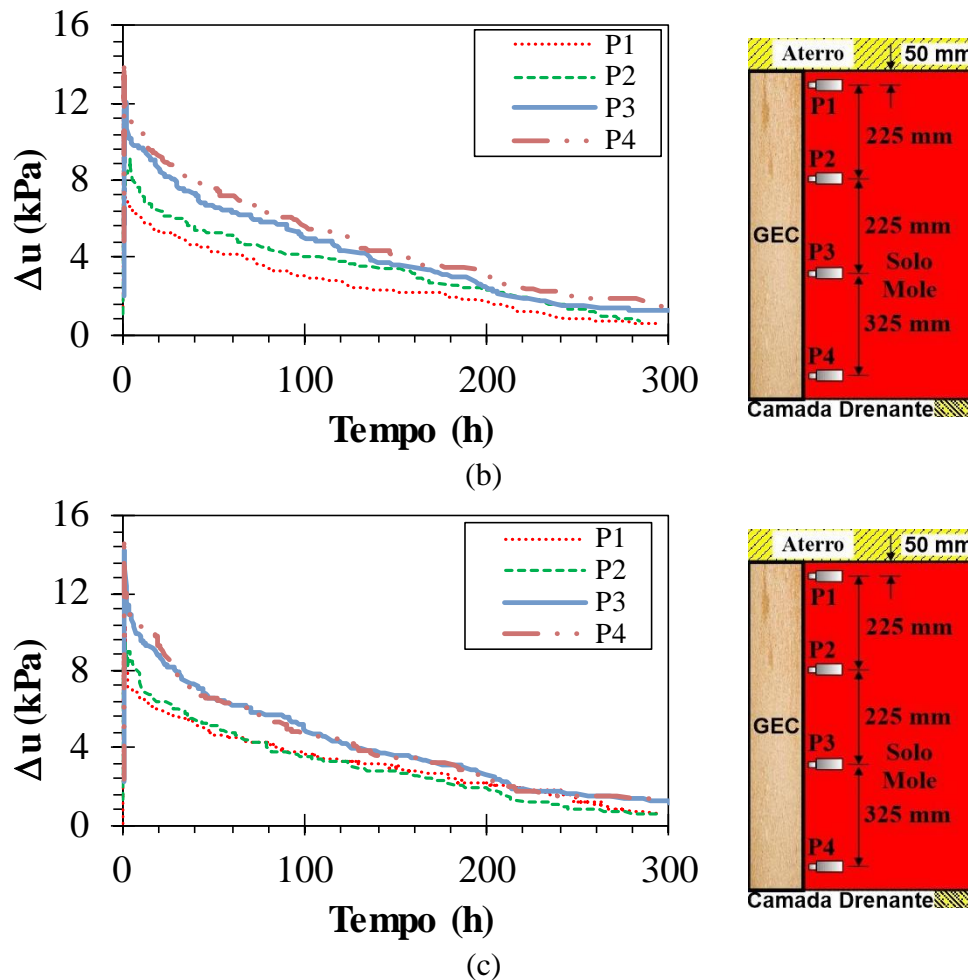 16
12
8
4
0
Δu (kPa)
0 100 200 300
Tempo (h)
P1
P2
P3
P4
Aterro 50 mm
P1
225 mm
P2
225 mm
GEC
P3
Solo
Mole
325 mm
P4
Camada Drenante
(b)
16
12
8
4
0
Δu (kPa)
0 100 200 300
Tempo (h)
P1
P2
P3
P4
Aterro 50 mm
P1
225 mm
P2
225 mm
GEC
P3
Solo
Mole
325 mm
P4
Camada Drenante
(c)